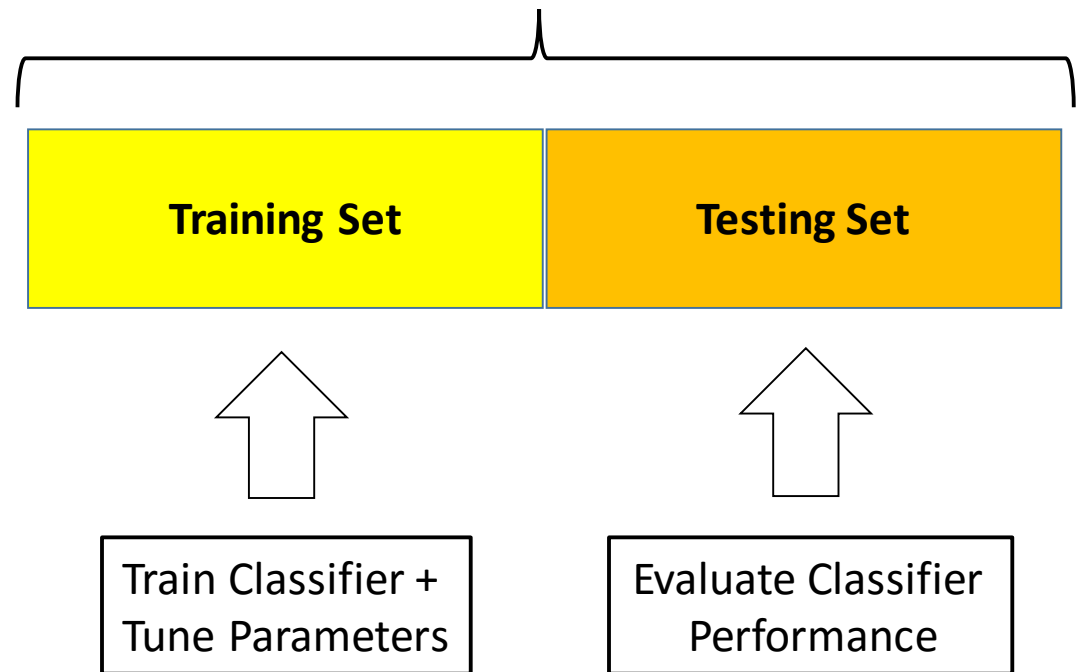 Training Set
Testing Set
Train Classifier +
Tune Parameters
Evaluate Classifier
Performance